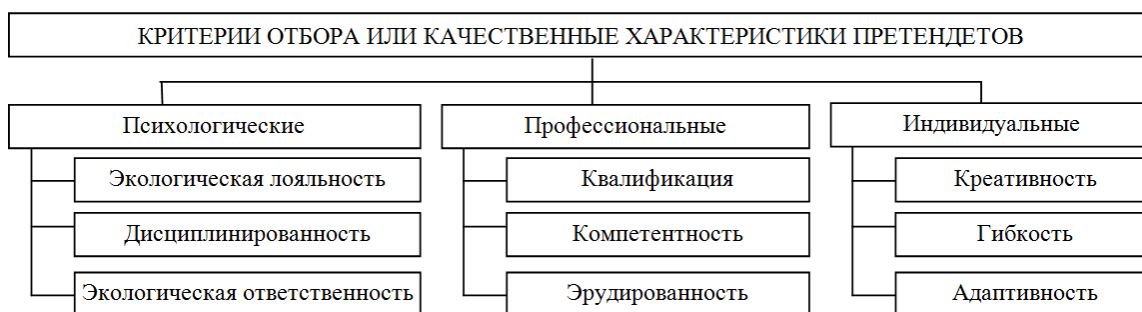 КРИТЕРИИ ОТБОРА ИЛИ КАЧЕСТВЕННЫЕ ХАРАКТЕРИСТИКИ ПРЕТЕНДЕТОВ
Психологические
Экологическая лояльность
Дисциплинированность
Экологическая ответственность
Профессиональные
Квалификация
Компетентность
Эрудированность
Индивидуальные
Креативность
Гибкость
Адаптивность